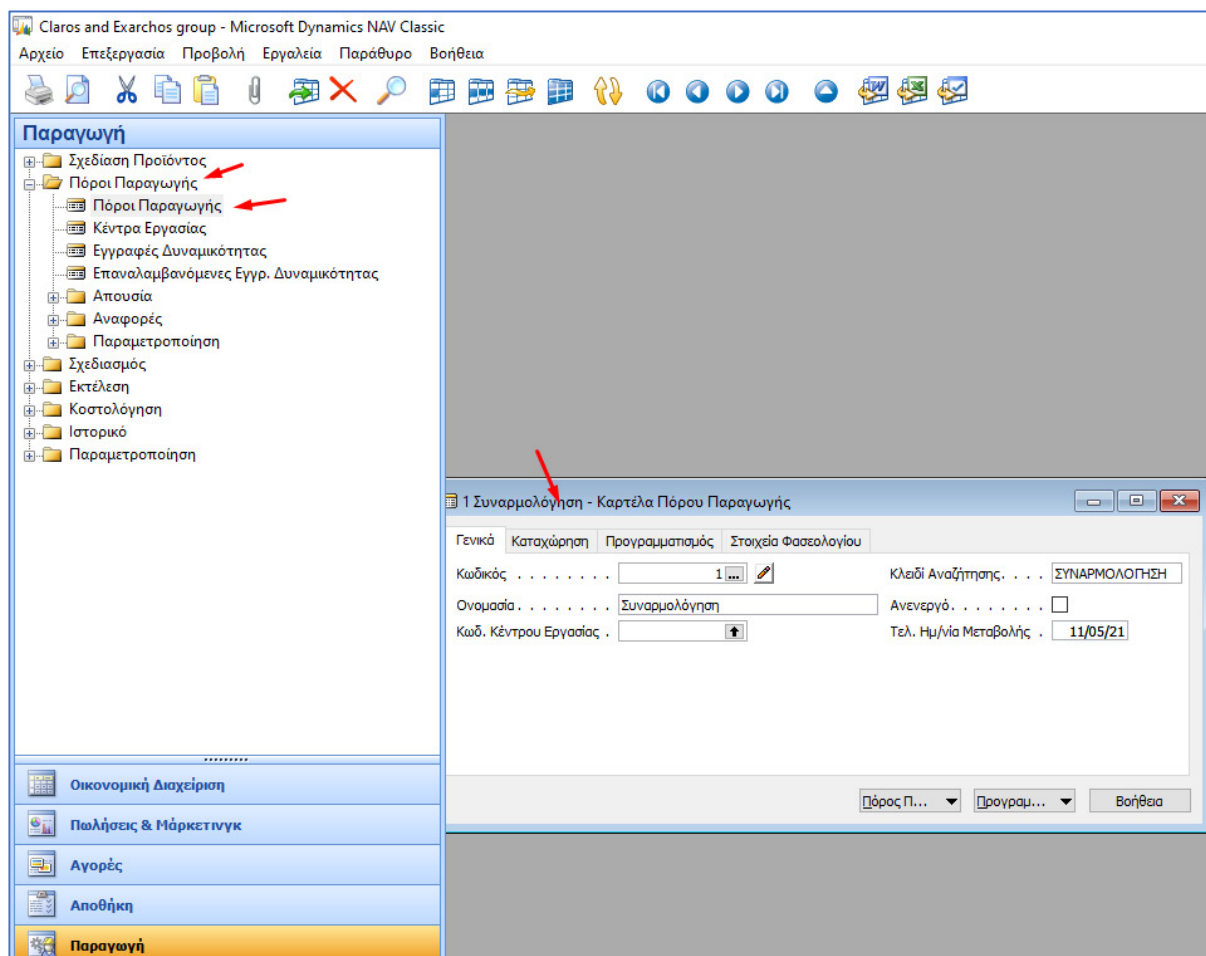 Claros and Exarchos group - Microsoft Dynamics NAV Classic
Αρχείο Επεξεργασία Προβολή Εργαλεία Παράθυρο Βοήθεια
Παραγωγή
Σχεδίαση Προϊόντος
Πόροι Παραγωγής
Πόροι Παραγωγής
Κέντρα Εργασίας
Εγγραφές Δυναμικότητας
Επαναλαμβανόμενες Εγγρ. Δυναμικότητας
Απουσία
Αναφορές
Παραμετροποίηση
Σχεδιασμός
Εκτέλεση
Κοστολόγηση
Ιστορικό
Παραμετροποίηση
1 Συναρμολόγηση - Καρτέλα Πόρου Παραγωγής
Γενικά Καταχώρηση Προγραμματισμός Στοιχεία Φασεολογίου
Κωδικός . . . . . . . . 1 ... Κλειδί Αναζήτησης. . . . ΣΥΝΑΡΜΟΛΟΓΗΣΗ
Ονομασία. . . . . . . . Συναρμολόγηση Ανενεργό. . . . . . . .
Κωδ. Κέντρου Εργασίας . Τελ. Ημ/νία Μεταβολής . 11/05/21
Πόρος Π... Προγραμ... Βοήθεια
Οικονομική Διαχείριση
Πωλήσεις & Μάρκετινγκ
Αγορές
Αποθήκη
Παραγωγή